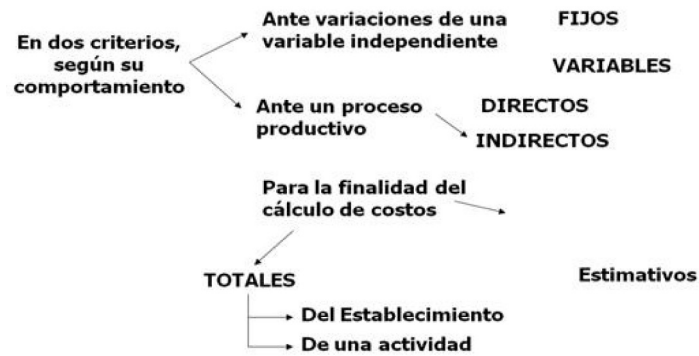 En dos criterios,
según su
comportamiento
Ante variaciones de una
variable independiente
FIJOS
VARIABLES
Ante un proceso
productivo
DIRECTOS
INDIRECTOS
Para la finalidad del
cálculo de costos
TOTALES
Estimativos
Del Establecimiento
De una actividad